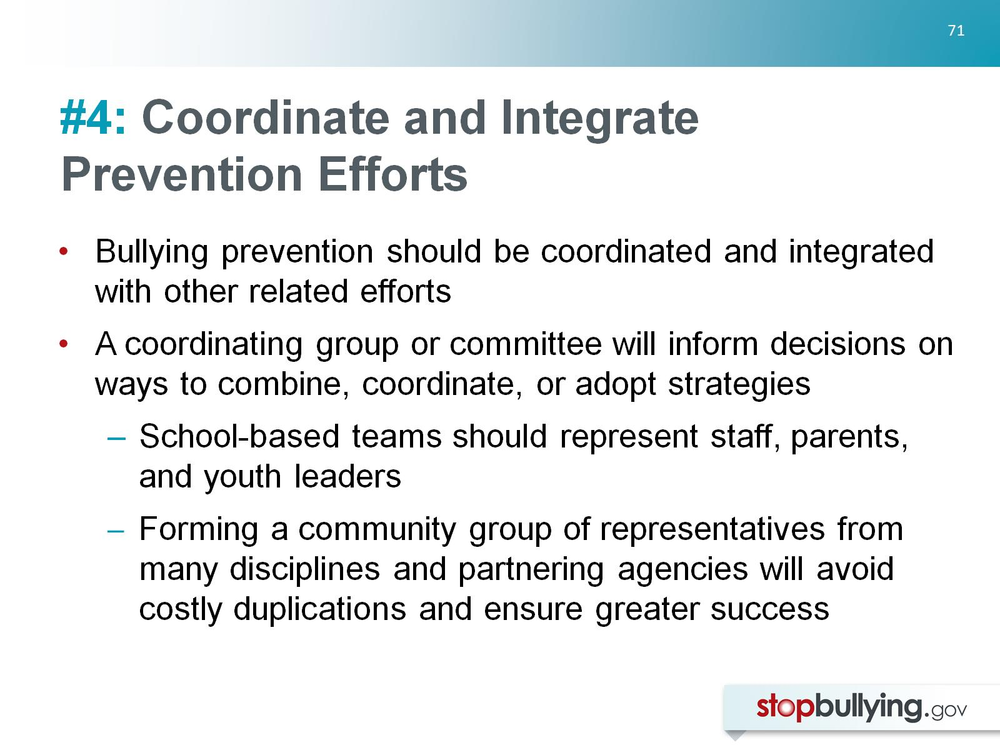 71
#4: Coordinate and Integrate
Prevention Efforts
• Bullying prevention should be coordinated and integrated
with other related efforts
• A coordinating group or committee will inform decisions on
ways to combine, coordinate, or adopt strategies
– School-based teams should represent staff, parents,
and youth leaders
– Forming a community group of representatives from
many disciplines and partnering agencies will avoid
costly duplications and ensure greater success
stopbullying.gov